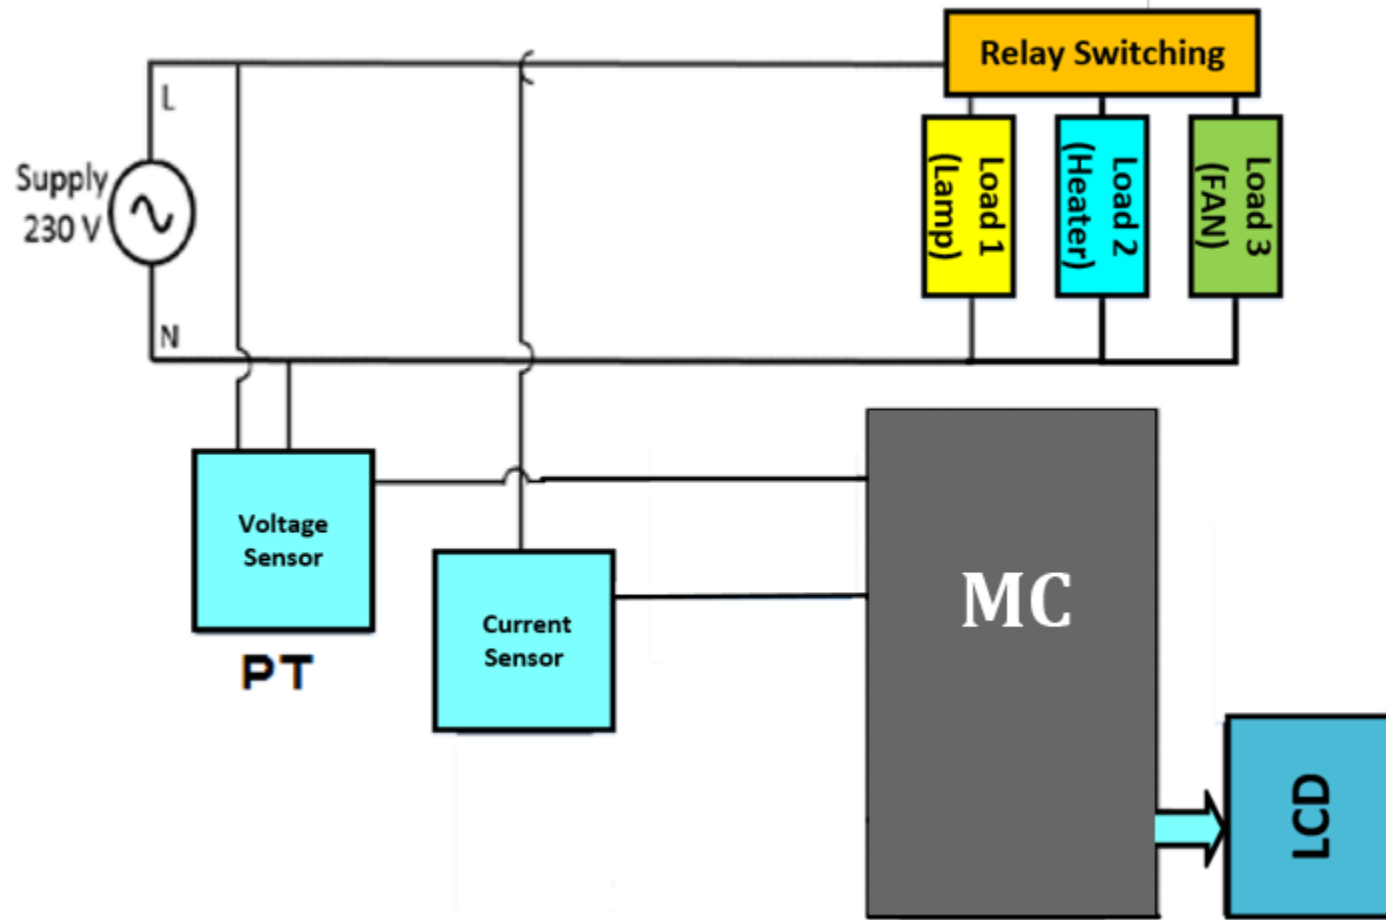 Relay Switching
L
Supply
230 V
N
Load 1
(Lamp)
Load 2
(Heater)
Load 3
(FAN)
Voltage
Sensor
PT
Current
Sensor
MC
LCD